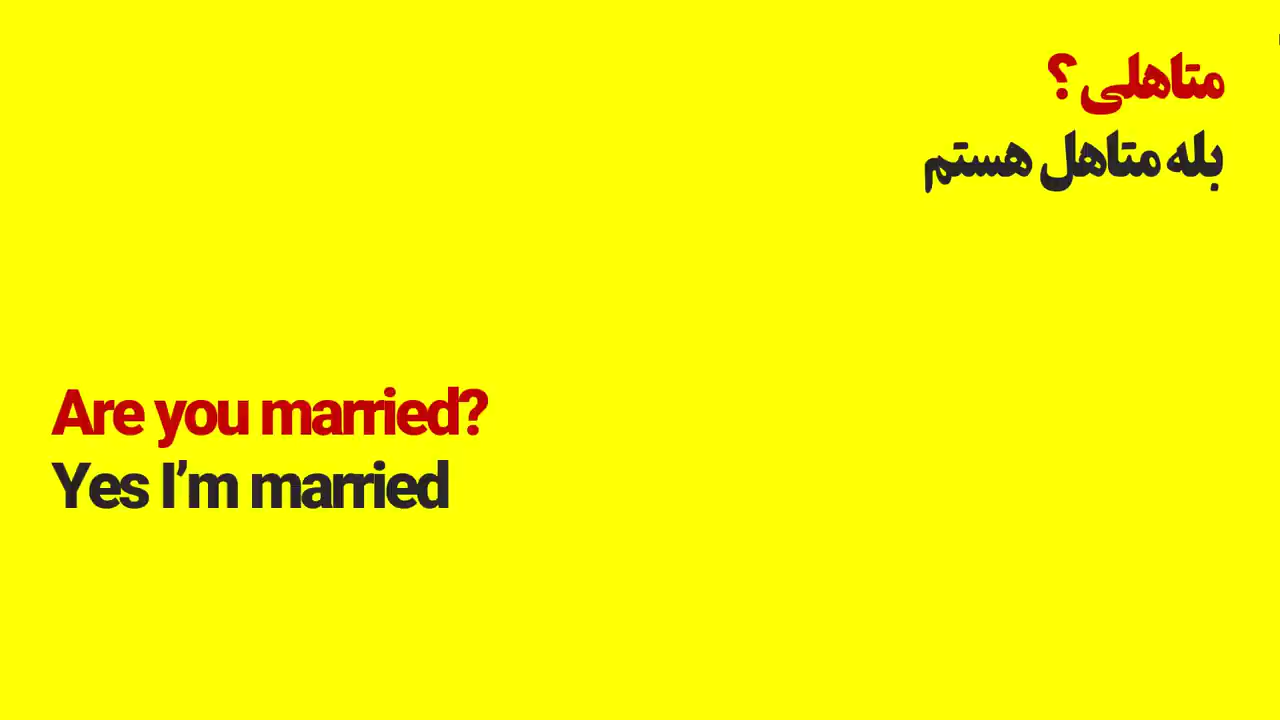 متاهلی ؟
بله متاهل هستم
Are you married?
Yes I’m married